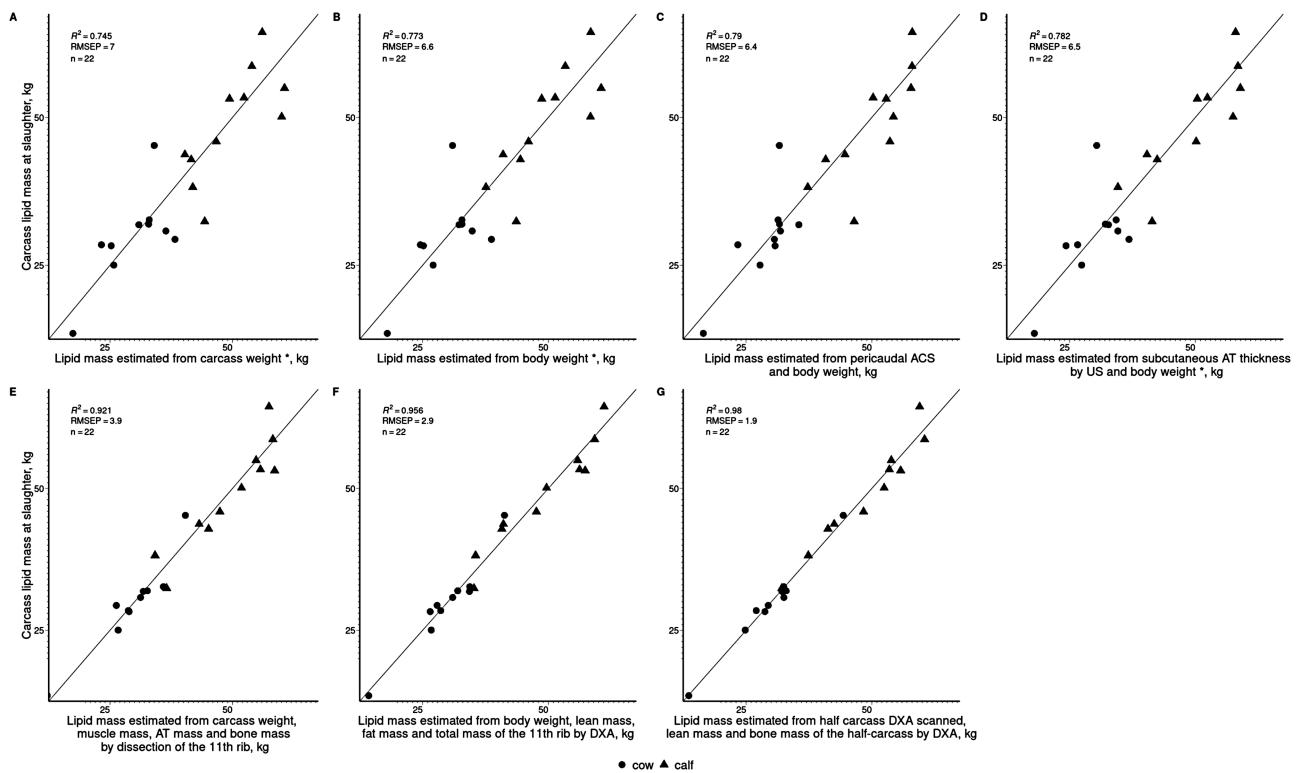 A
R² = 0.745
RMSEP = 7
n = 22
50
25
25
50
Carcass lipid mass at slaughter, kg
Lipid mass estimated from carcass weight *, kg
B
R² = 0.773
RMSEP = 6.6
n = 22
50
25
25
50
Lipid mass estimated from body weight *, kg
C
R² = 0.79
RMSEP = 6.4
n = 22
50
25
25
50
Lipid mass estimated from pericaudal ACS
and body weight, kg
D
R² = 0.782
RMSEP = 6.5
n = 22
50
25
25
50
Lipid mass estimated from subcutaneous AT thickness
by US and body weight *, kg
E
R² = 0.921
RMSEP = 3.9
n = 22
50
25
25
50
Carcass lipid mass at slaughter, kg
Lipid mass estimated from carcass weight,
muscle mass, AT mass and bone mass
by dissection of the 11th rib, kg
F
R² = 0.956
RMSEP = 2.9
n = 22
50
25
25
50
Lipid mass estimated from body weight, lean mass,
fat mass and total mass of the 11th rib by DXA, kg
G
R² = 0.98
RMSEP = 1.9
n = 22
50
25
25
50
Lipid mass estimated from half carcass DXA scanned,
lean mass and bone mass of the half-carcass by DXA, kg
cow calf